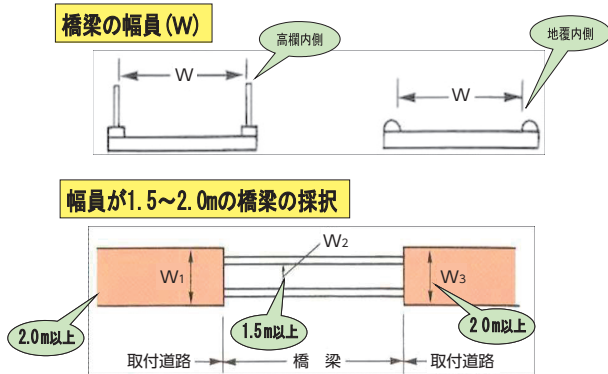 橋梁の幅員(W)
高欄内側
地覆内側
W
W
幅員が1.5~2.0mの橋梁の採択
W₂
W₁
W₃
2.0m以上
1.5m以上
2 0m以上
取付道路
橋 梁
取付道路